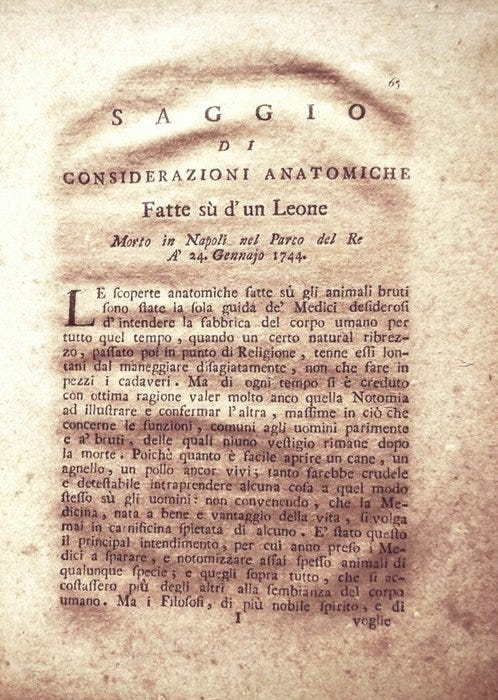 65
SAGGIO
DI
CONSIDERAZIONI ANATOMICHE
Fatte sù d'un Leone
Morto in Napoli nel Parco del Re
A' 24. Gennajo 1744.
LE ſcoperte anatomiche fatte sù gli animali bruti
ſono ſtate la ſola guida de' Medici deſideroſi
d'intendere la fabbrica del corpo umano per
tutto quel tempo, quando un certo natural ribrez-
zo, paſſato poi in punto di Religione, tenne eſſi lon-
tani dal maneggiare diſagiatamente, non che fare in
pezzi i cadaveri. Ma di ogni tempo ſi è creduto
con ottima ragione valer molto anco quella Notomia
ad illuſtrare e confermar l'altra, maſſime in ciò che
concerne le funzioni, comuni agli uomini parimente
e a' bruti, delle quali niuno veſtigio rimane dopo
la morte. Poichè quanto è facile aprire un cane, un
agnello, un pollo ancor vivi; tanto ſarebbe crudele
e deteſtabile intraprendere alcuna coſa a quel modo
ſteſſo sù gli uomini: non convenendo, che la Me-
dicina, nata a bene e vantaggio della vita, ſi volga
mai in carnificina ſpietata di alcuno. E' ſtato queſto
il principal intendimento, per cui anno preſo i Me-
dici a ſparare, e notomizzare aſſai ſpeſſo animali di
qualunque ſpecie; e quegli ſopra tutto, che ſi ac-
coſtaſſero più degli altri alla ſembianza del corpo
umano. Ma i Filoſofi, di più nobile ſpirito, e di
I
voglie